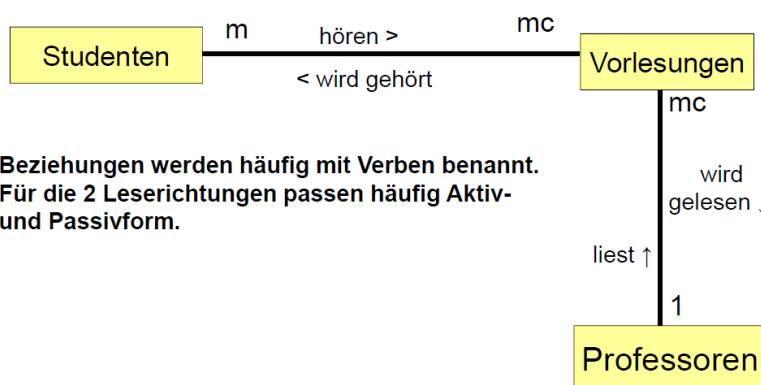 m
hören >
mc
Studenten
Vorlesungen
< wird gehört
mc
Beziehungen werden häufig mit Verben benannt.
Für die 2 Leserichtungen passen häufig Aktiv-
und Passivform.
wird
gelesen
liest ↑
1
Professoren